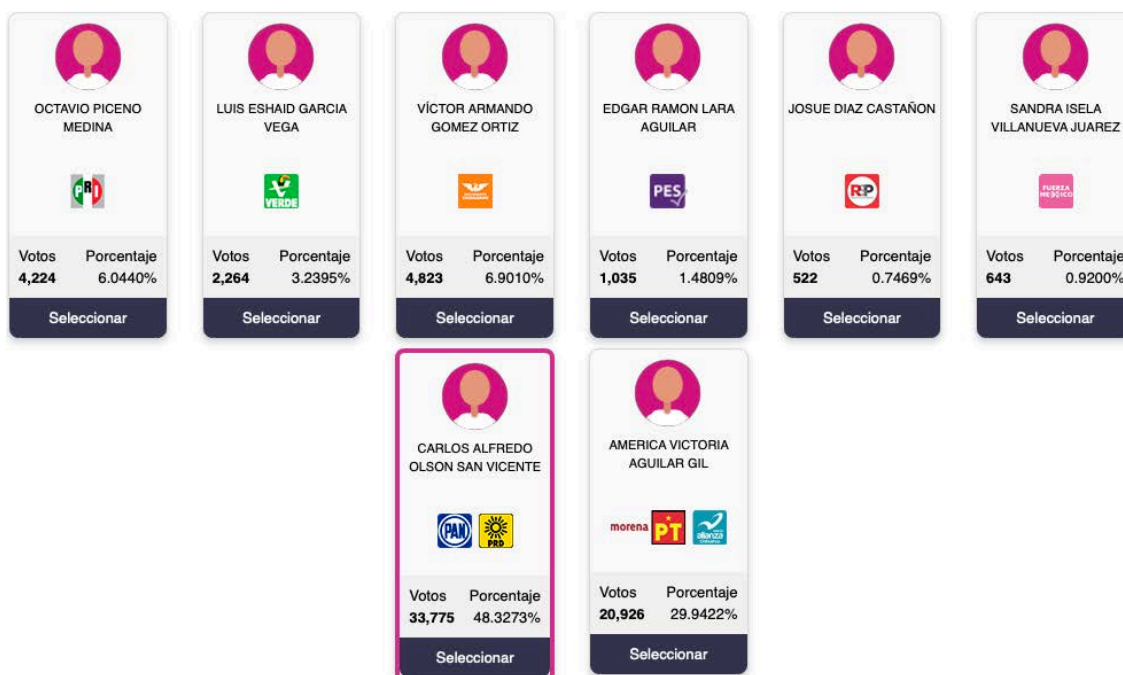 OCTAVIO PICENO
MEDINA
PRI
Votos Porcentaje
4,224 6.0440%
Seleccionar
LUIS ESHAID GARCIA
VEGA
VERDE
Votos Porcentaje
2,264 3.2395%
Seleccionar
VÍCTOR ARMANDO
GOMEZ ORTIZ
Votos Porcentaje
4,823 6.9010%
Seleccionar
EDGAR RAMON LARA
AGUILAR
PES
Votos Porcentaje
1,035 1.4809%
Seleccionar
JOSUE DIAZ CASTAÑON
RSP
Votos Porcentaje
522 0.7469%
Seleccionar
SANDRA ISELA
VILLANUEVA JUAREZ
FUERZA
Votos Porcentaje
643 0.9200%
Seleccionar
CARLOS ALFREDO
OLSON SAN VICENTE
PAN PRD
Votos Porcentaje
33,775 48.3273%
Seleccionar
AMERICA VICTORIA
AGUILAR GIL
morena PT alianza
Votos Porcentaje
20,926 29.9422%
Seleccionar